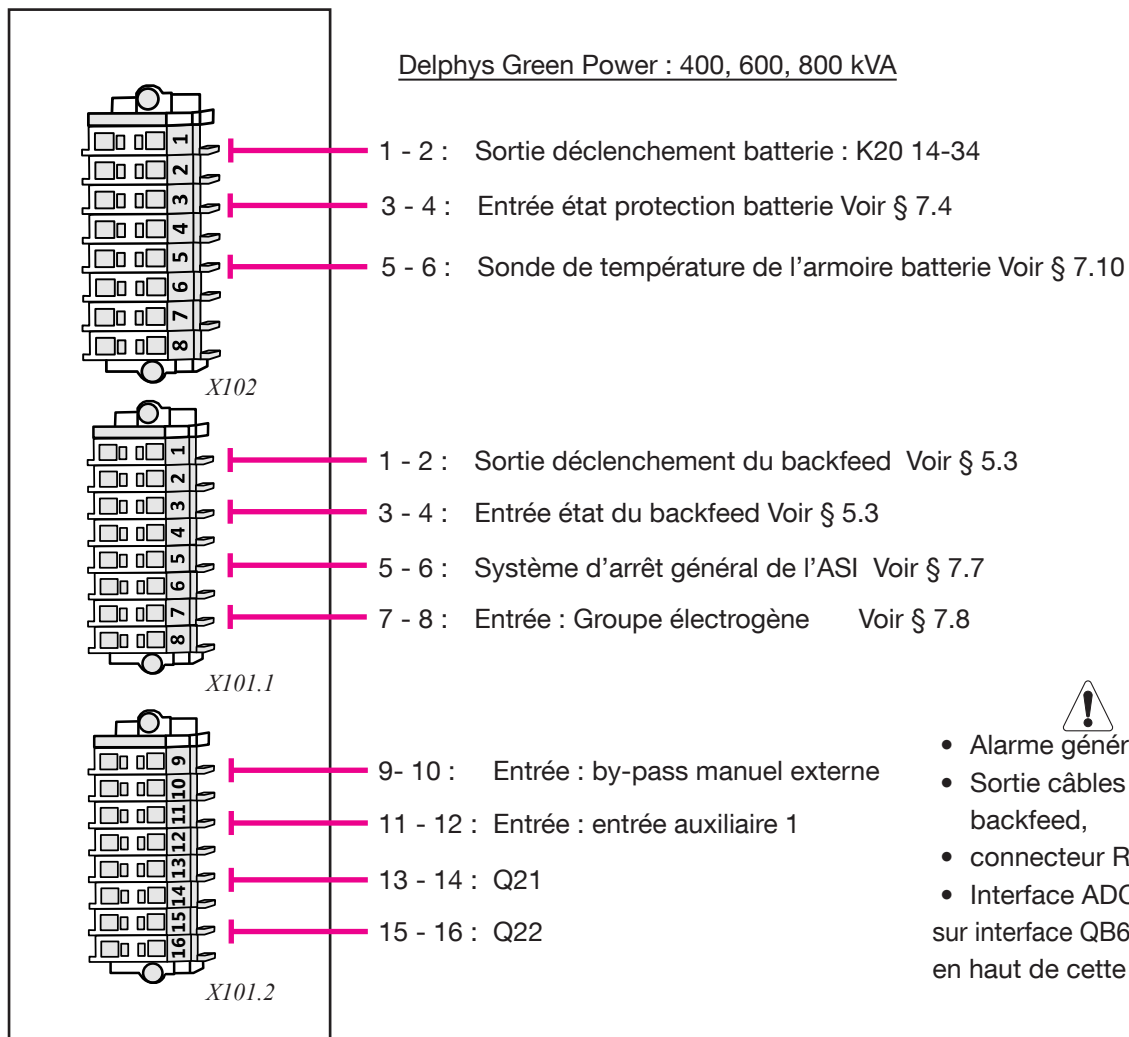 Delphys Green Power : 400, 600, 800 kVA
1
2
3
4
5
6
7
8
X102
1 - 2 : Sortie déclenchement batterie : K20 14-34
3 - 4 : Entrée état protection batterie Voir § 7.4
5 - 6 : Sonde de température de l’armoire batterie Voir § 7.10
1
2
3
4
5
6
7
8
X101.1
1 - 2 : Sortie déclenchement du backfeed Voir § 5.3
3 - 4 : Entrée état du backfeed Voir § 5.3
5 - 6 : Système d’arrêt général de l’ASI Voir § 7.7
7 - 8 : Entrée : Groupe électrogène Voir § 7.8
9
10
11
12
13
14
15
16
X101.2
9- 10 : Entrée : by-pass manuel externe
11 - 12 : Entrée : entrée auxiliaire 1
13 - 14 : Q21
15 - 16 : Q22
!
• Alarme génér
• Sortie câbles
backfeed,
• connecteur R
• Interface ADC
sur interface QB6
en haut de cette